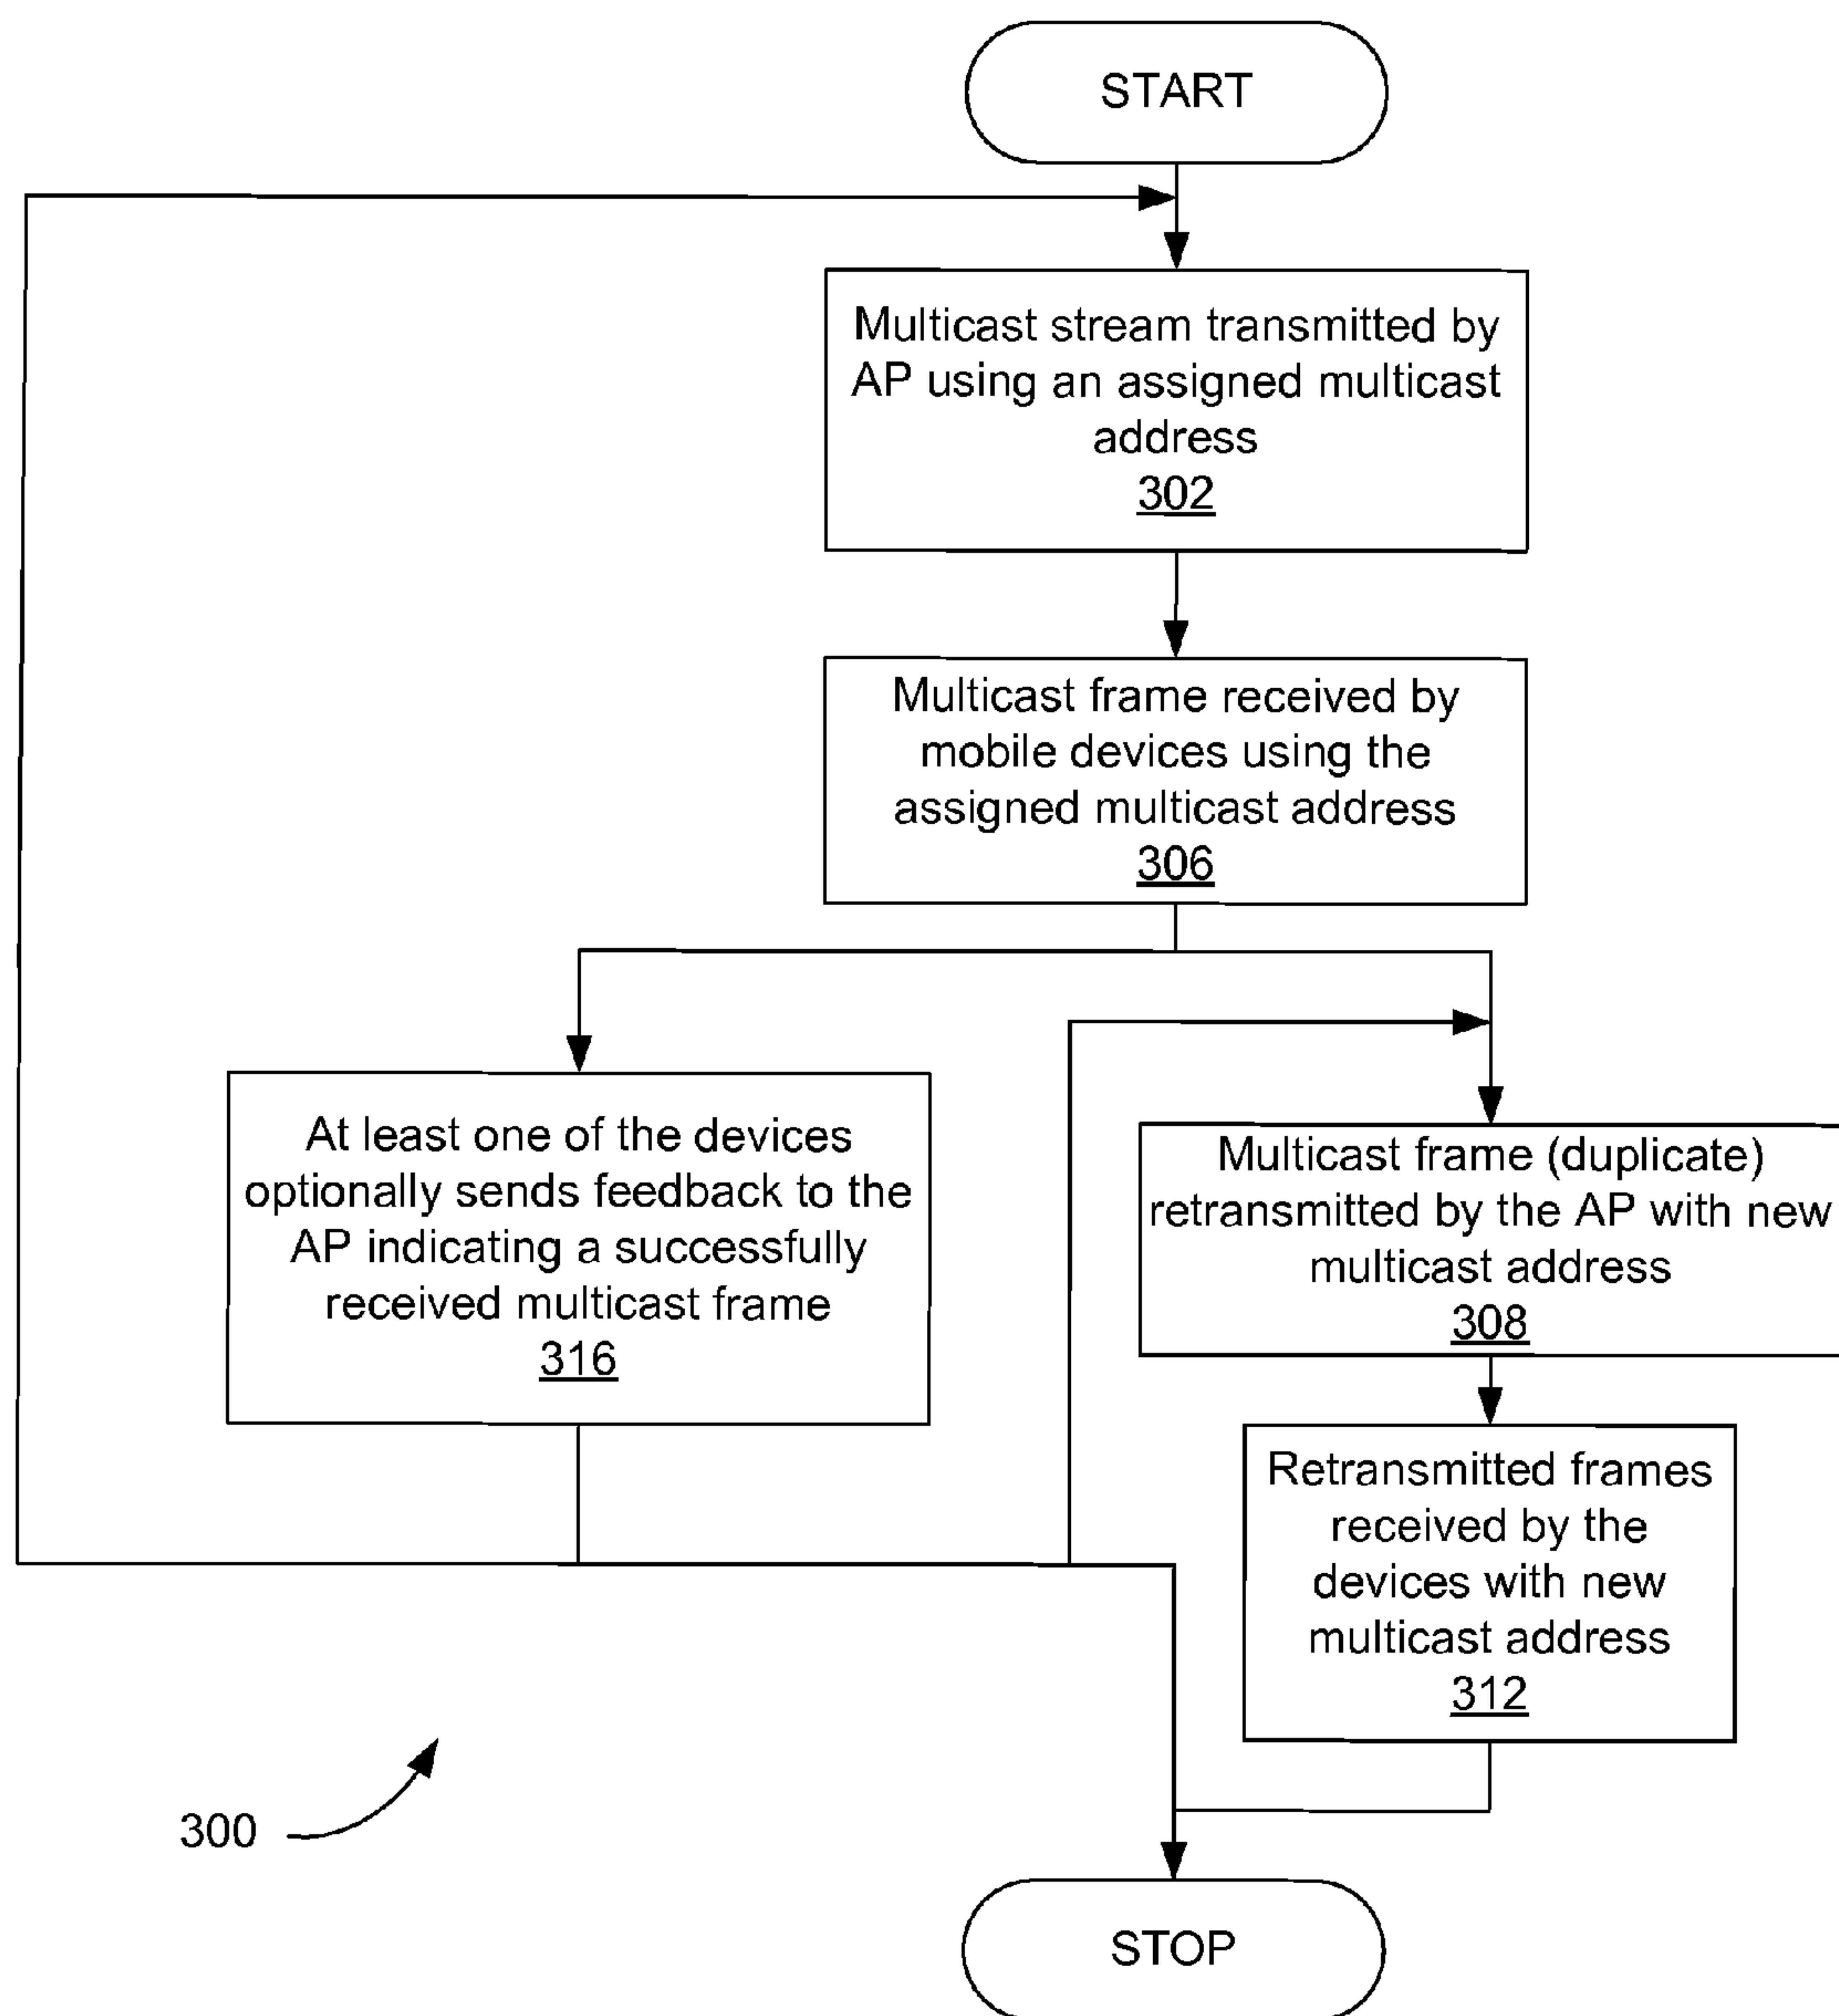 START
Multicast stream transmitted by
AP using an assigned multicast
address
302
Multicast frame received by
mobile devices using the
assigned multicast address
306
At least one of the devices
optionally sends feedback to the
AP indicating a successfully
received multicast frame
316
Multicast frame (duplicate)
retransmitted by the AP with new
multicast address
308
Retransmitted frames
received by the
devices with new
multicast address
312
300
STOP